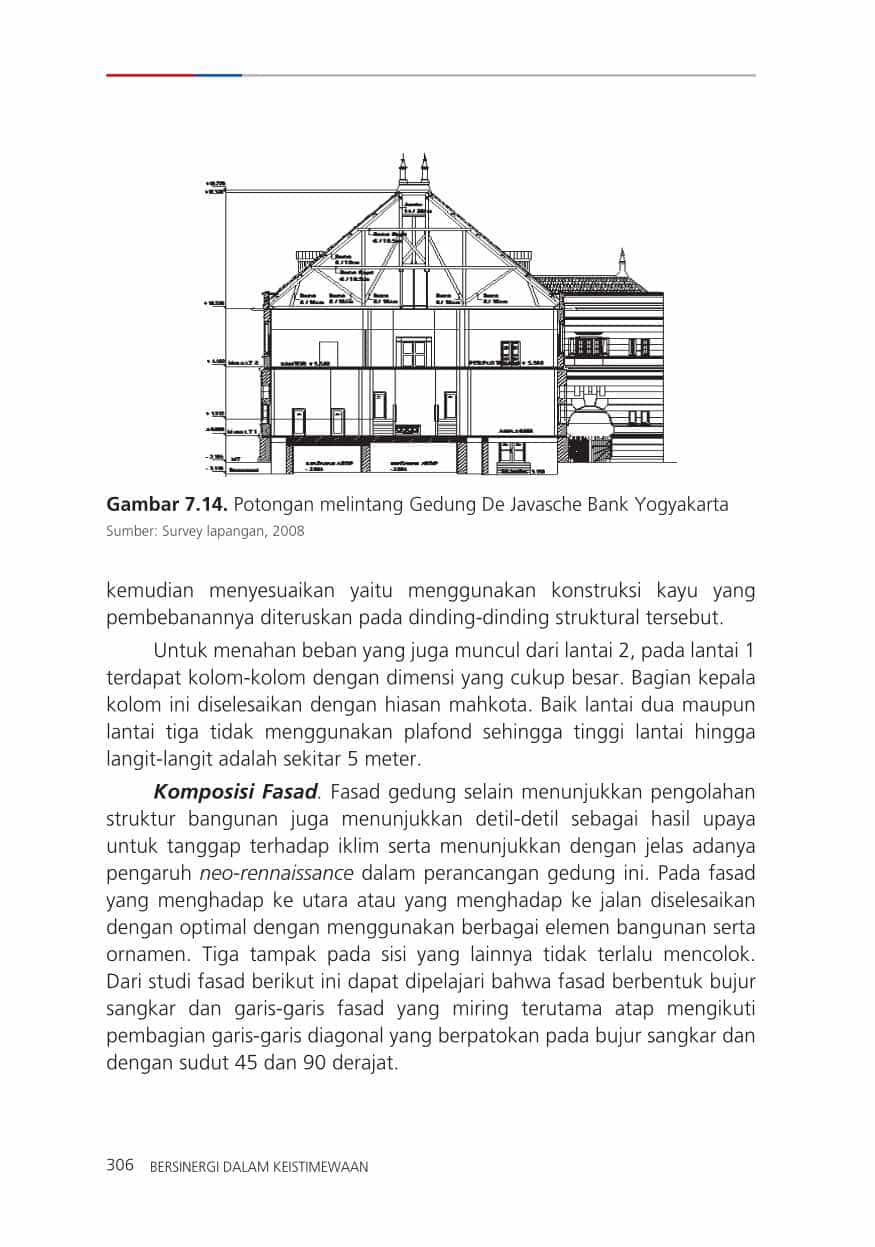 Gambar 7.14. Potongan melintang Gedung De Javasche Bank Yogyakarta
Sumber: Survey lapangan, 2008
kemudian menyesuaikan yaitu menggunakan konstruksi kayu yang
pembebanannya diteruskan pada dinding-dinding struktural tersebut.
Untuk menahan beban yang juga muncul dari lantai 2, pada lantai 1
terdapat kolom-kolom dengan dimensi yang cukup besar. Bagian kepala
kolom ini diselesaikan dengan hiasan mahkota. Baik lantai dua maupun
lantai tiga tidak menggunakan plafond sehingga tinggi lantai hingga
langit-langit adalah sekitar 5 meter.
Komposisi Fasad. Fasad gedung selain menunjukkan pengolahan
struktur bangunan juga menunjukkan detil-detil sebagai hasil upaya
untuk tanggap terhadap iklim serta menunjukkan dengan jelas adanya
pengaruh neo-rennaissance dalam perancangan gedung ini. Pada fasad
yang menghadap ke utara atau yang menghadap ke jalan diselesaikan
dengan optimal dengan menggunakan berbagai elemen bangunan serta
ornamen. Tiga tampak pada sisi yang lainnya tidak terlalu mencolok.
Dari studi fasad berikut ini dapat dipelajari bahwa fasad berbentuk bujur
sangkar dan garis-garis fasad yang miring terutama atap mengikuti
pembagian garis-garis diagonal yang berpatokan pada bujur sangkar dan
dengan sudut 45 dan 90 derajat.
306 BERSINERGI DALAM KEISTIMEWAAN